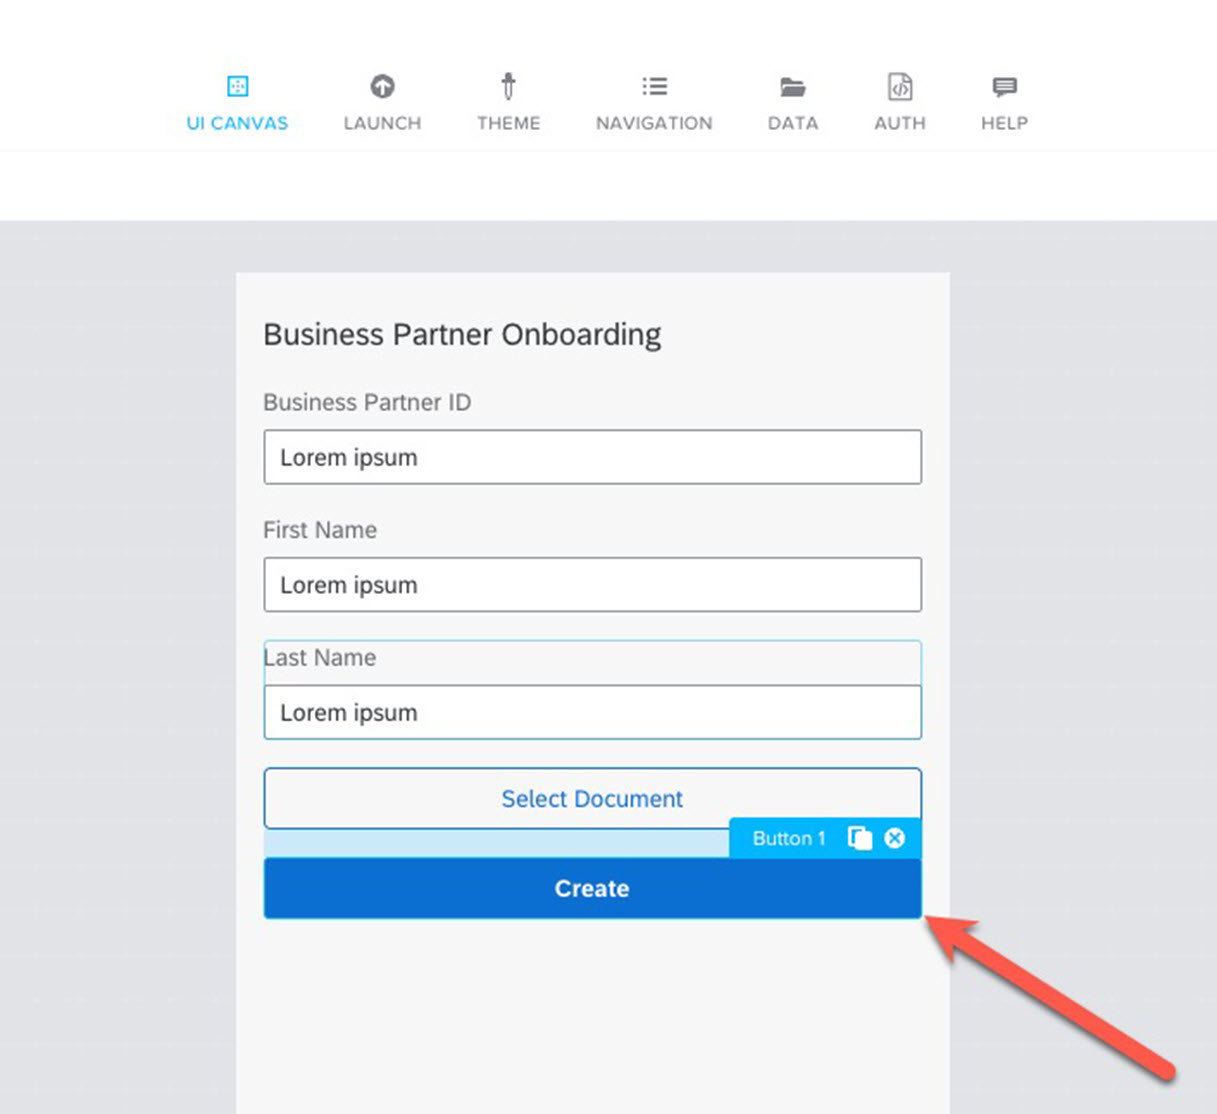 UI CANVAS LAUNCH THEME NAVIGATION DATA AUTH HELP
Business Partner Onboarding
Business Partner ID
Lorem ipsum
First Name
Lorem ipsum
Last Name
Lorem ipsum
Select Document
Button 1
Create